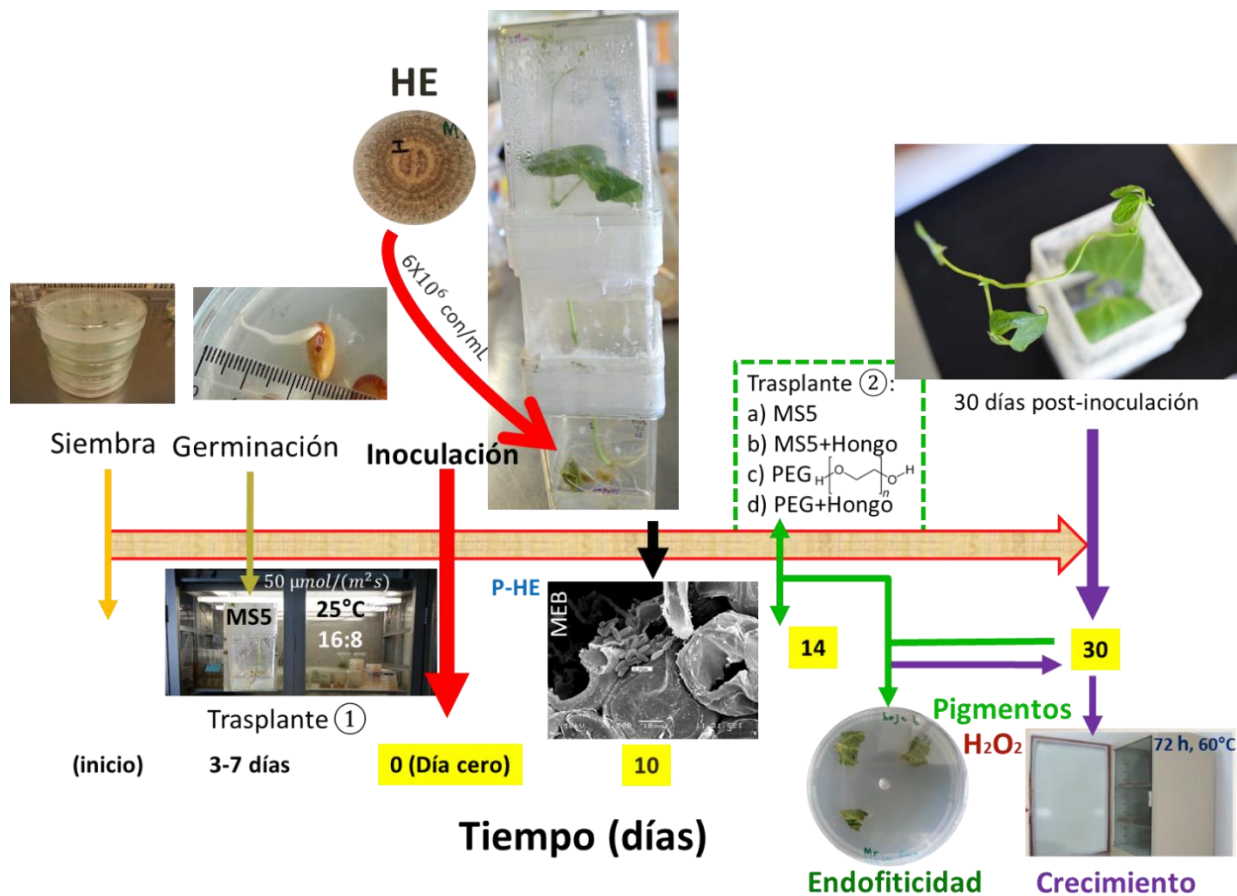 HE
6X10⁶ con/mL
Siembra
Germinación
Inoculación
Trasplante ②:
a) MS5
b) MS5+Hongo
c) PEG H[O O]n H
d) PEG+Hongo
30 días post-inoculación
50 μmol/(m²s)
MS5
25°C
16:8
Trasplante ①
P-HE
MEB
14
30
(inicio)
3-7 días
0 (Día cero)
10
Pigmentos
H₂O₂
72 h, 60°C
Tiempo (días)
hoja
Mr
Endofiticidad
Crecimiento